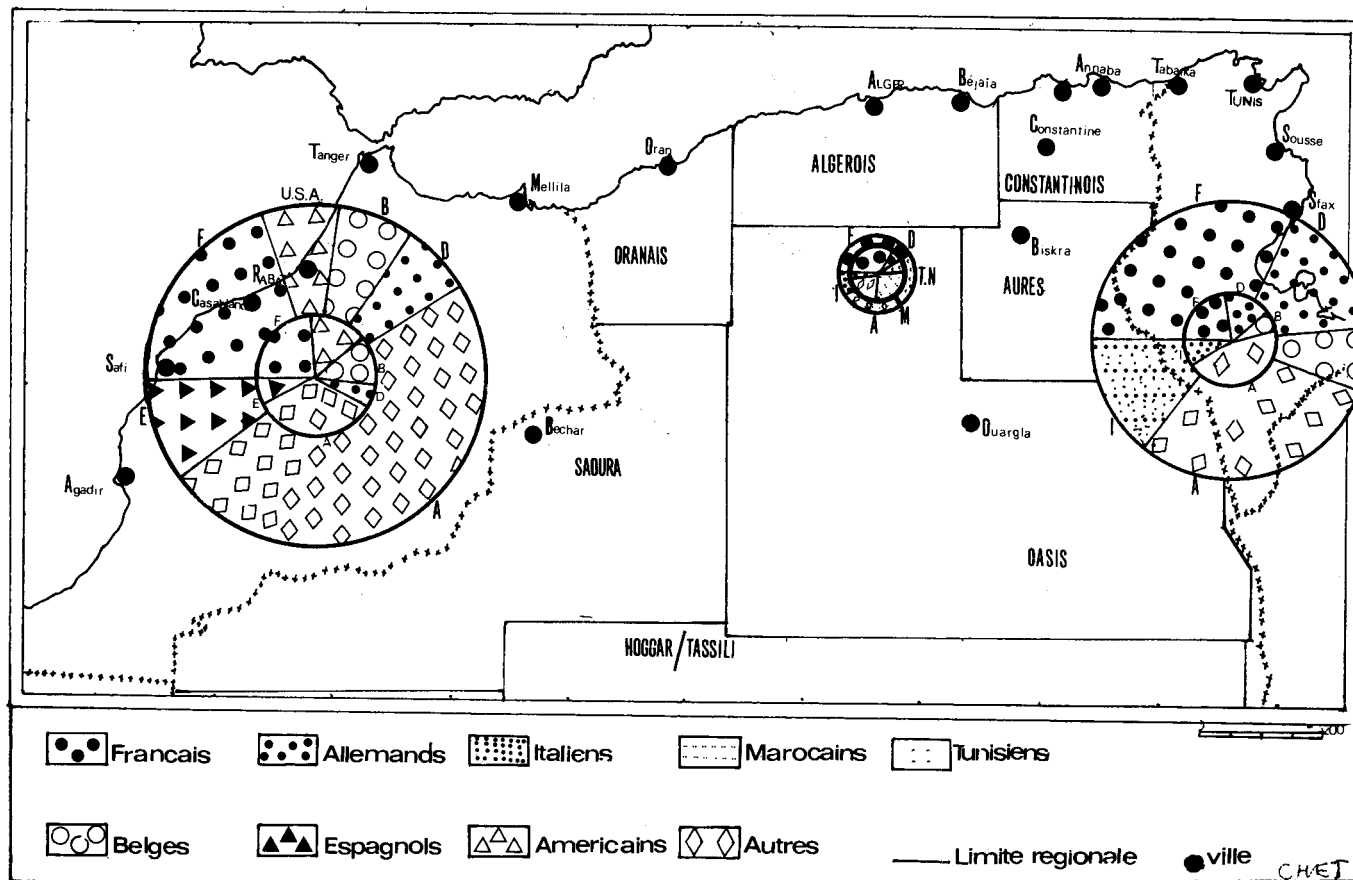 Tanger
Mellila
Oran
ALGER
Béjaïa
Annaba
Tabarka
TUNIS
Constantine
Sousse
ALGEROIS
CONSTANTINOIS
U.S.A.
B
F
D
RABAT
Casablanca
Safi
E
F
B
D
E
A
A
Agadir
ORANAIS
Bechar
SAOURA
D
T.N
I
A
M
Biskra
AURES
F
Sfax
D
F
D
B
I
A
I
A
Ouargla
OASIS
HOGGAR/TASSILI
200
Francais
Allemands
Italiens
Marocains
Tunisiens
Belges
Espagnols
Americains
Autres
Limite regionale
ville
CHET